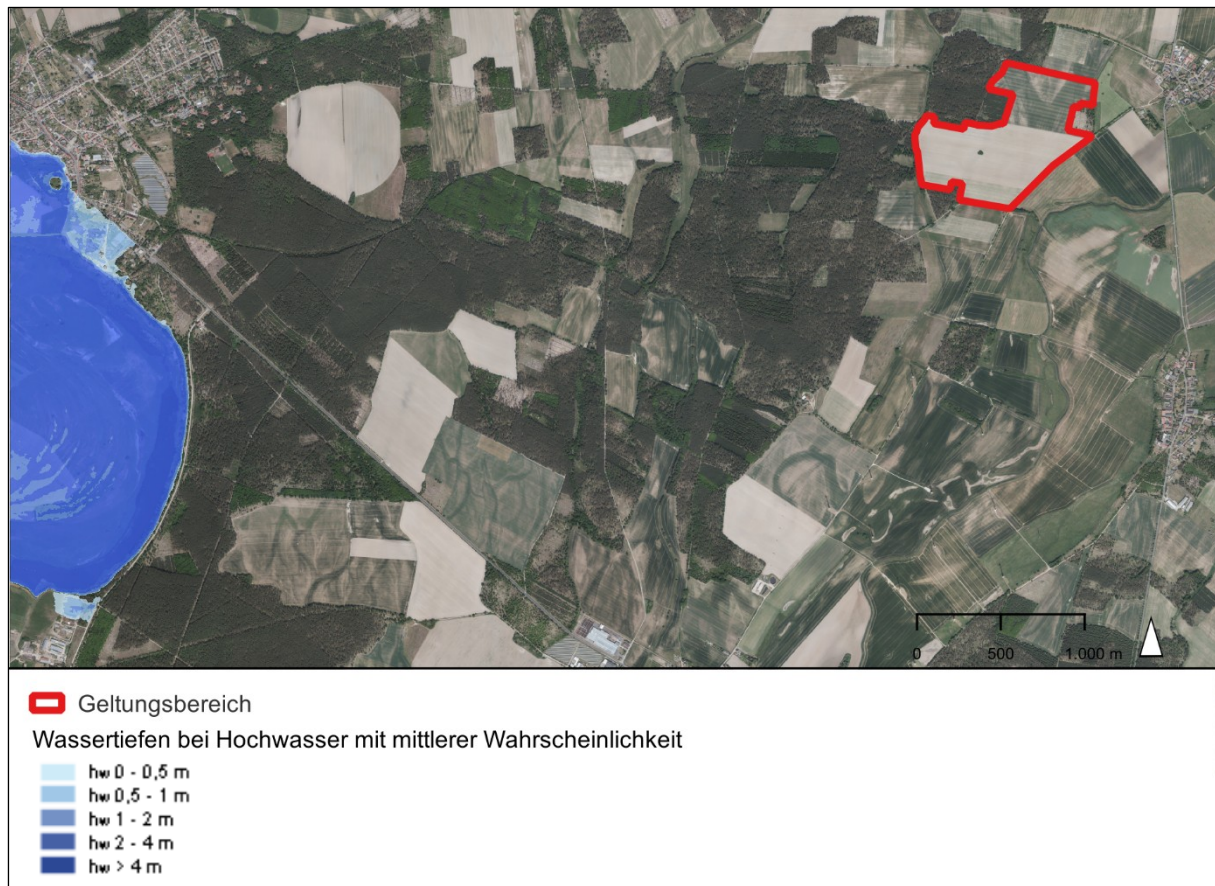 0 500 1.000 m
Geltungsbereich
Wassertiefen bei Hochwasser mit mittlerer Wahrscheinlichkeit
hw 0 - 0,5 m
hw 0,5 - 1 m
hw 1 - 2 m
hw 2 - 4 m
hw > 4 m